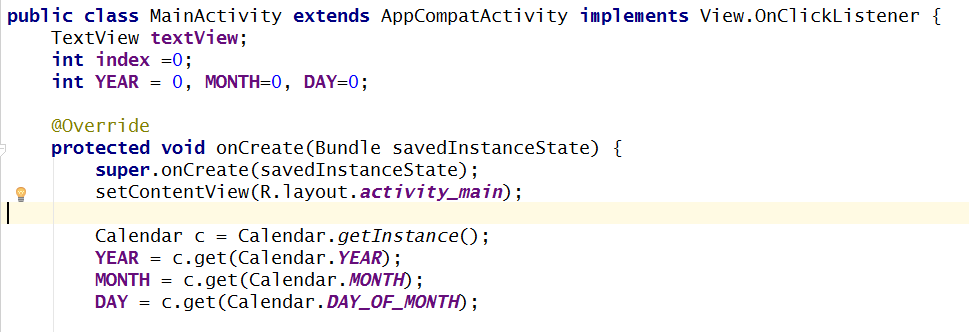 public class MainActivity extends AppCompatActivity implements View.OnClickListener {
    TextView textView;
    int index =0;
    int YEAR = 0, MONTH=0, DAY=0;
    @Override
    protected void onCreate(Bundle savedInstanceState) {
        super.onCreate(savedInstanceState);
        setContentView(R.layout.activity_main);
        Calendar c = Calendar.getInstance();
        YEAR = c.get(Calendar.YEAR);
        MONTH = c.get(Calendar.MONTH);
        DAY = c.get(Calendar.DAY_OF_MONTH);